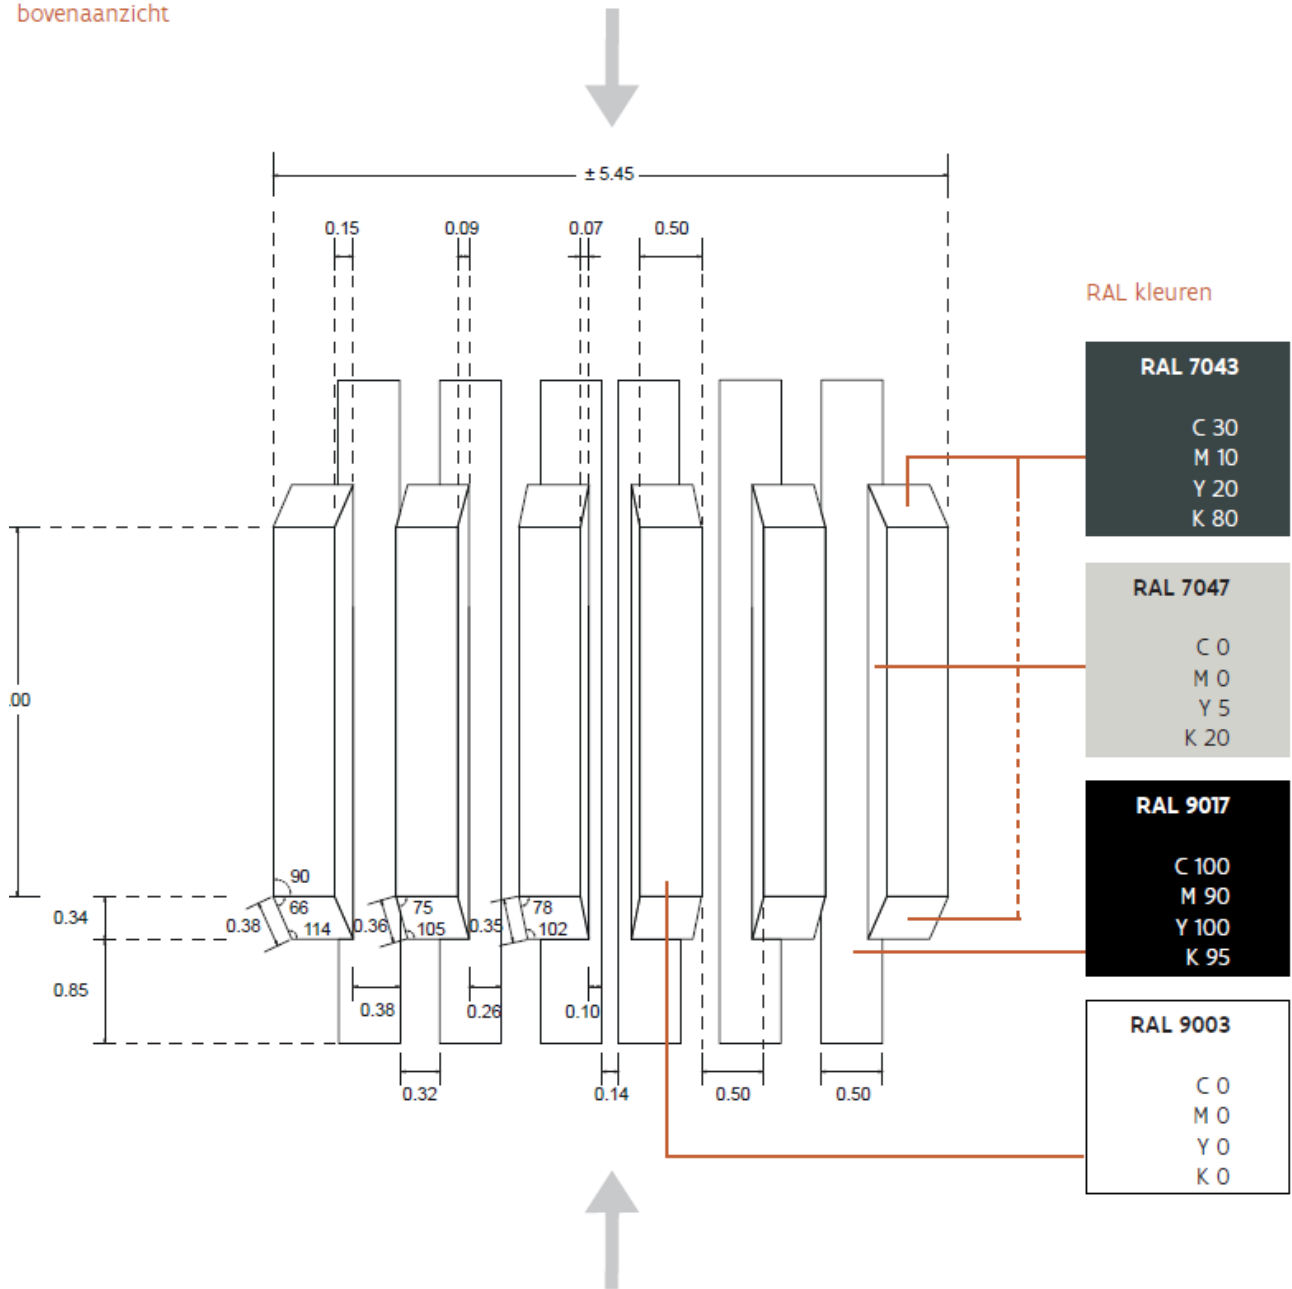 bovenaanzicht
± 5.45
0.15
0.09
0.07
0.50
.00
90
66
114
0.38
75
105
0.36
78
102
0.35
0.34
0.85
0.38
0.26
0.10
0.32
0.14
0.50
0.50
RAL kleuren
RAL 7043
C 30
M 10
Y 20
K 80
RAL 7047
C 0
M 0
Y 5
K 20
RAL 9017
C 100
M 90
Y 100
K 95
RAL 9003
C 0
M 0
Y 0
K 0